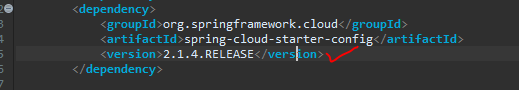 <dependency>
<groupId>org.springframework.cloud</groupId>
<artifactId>spring-cloud-starter-config</artifactId>
<version>2.1.4.RELEASE</version>
</dependency>